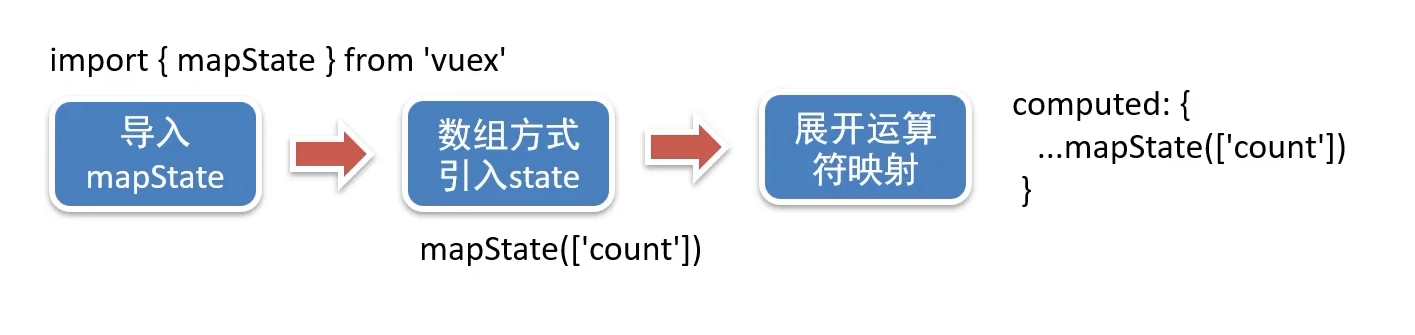 import { mapState } from 'vuex'
导入
mapState
数组方式
引入state
mapState(['count'])
展开运算
符映射
computed: {
...mapState(['count'])
}